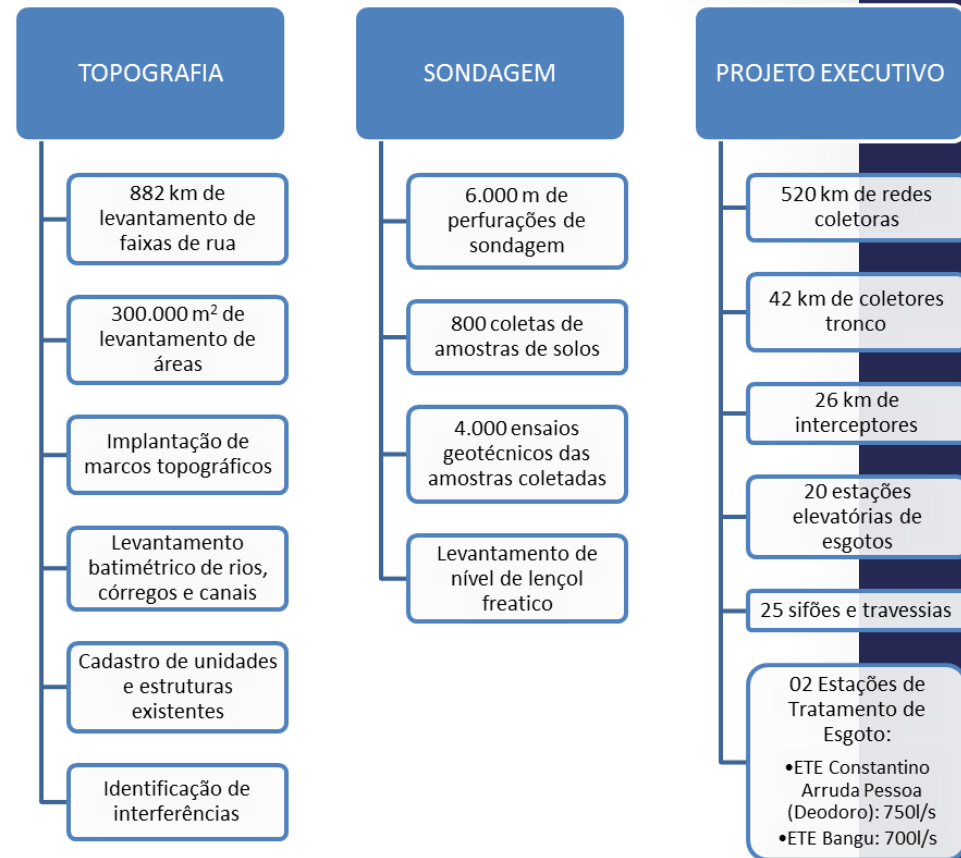 TOPOGRAFIA
882 km de
levantamento de
faixas de rua
300.000 m² de
levantamento de
áreas
Implantação de
marcos topográficos
Levantamento
batimétrico de rios,
córregos e canais
Cadastro de unidades
e estruturas
existentes
Identificação de
interferências
SONDAGEM
6.000 m de
perfurações de
sondagem
800 coletas de
amostras de solos
4.000 ensaios
geotécnicos das
amostras coletadas
Levantamento de
nível de lençol
freatico
PROJETO EXECUTIVO
520 km de redes
coletoras
42 km de coletores
tronco
26 km de
interceptores
20 estações
elevatórias de
esgotos
25 sifões e travessias
02 Estações de
Tratamento de
Esgoto:
•ETE Constantino
Arruda Pessoa
(Deodoro): 750l/s
•ETE Bangu: 700l/s